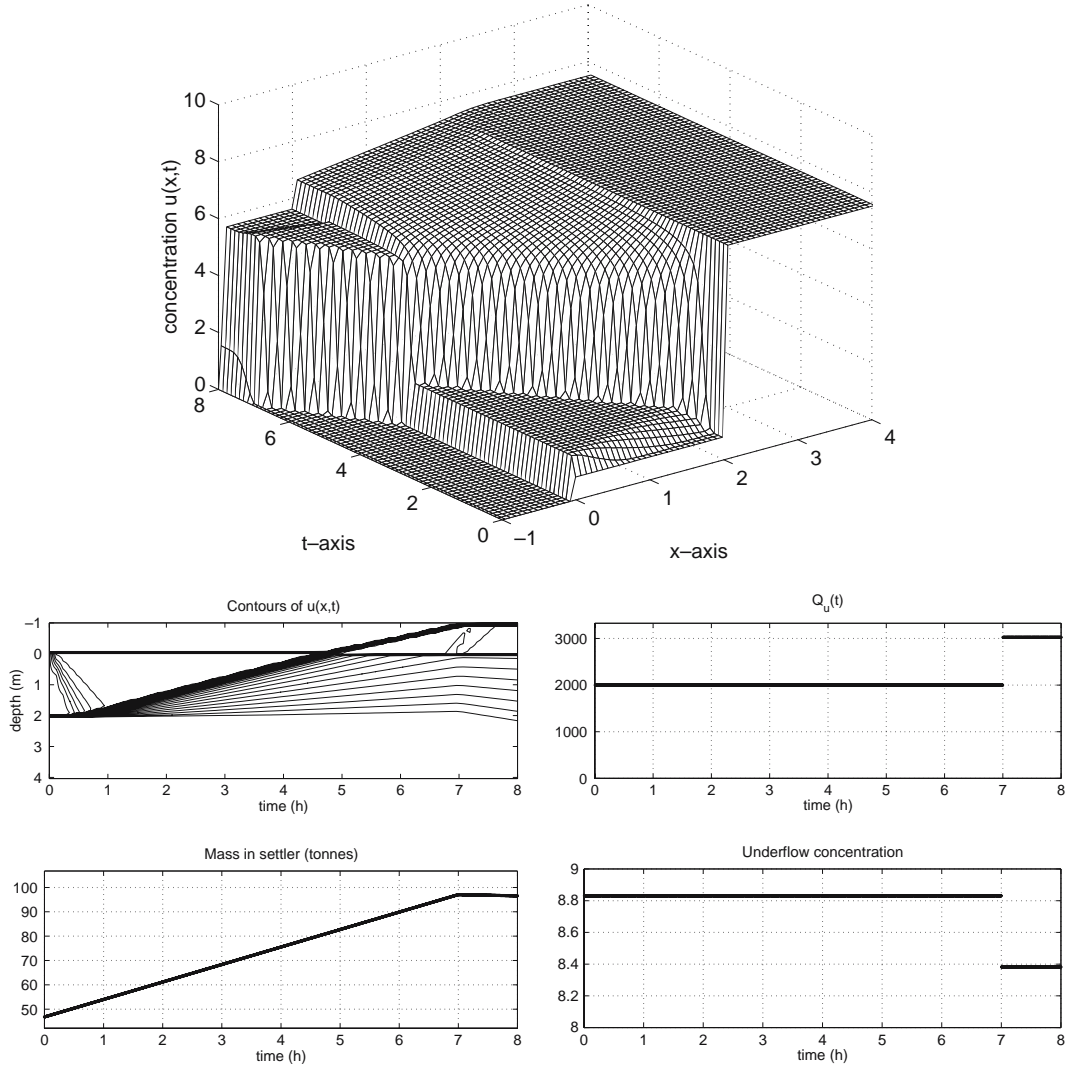 10
8
6
4
2
0
concentration u(x,t)
8
6
4
2
0
t–axis
–1
0
1
2
3
4
x–axis
Contours of u(x,t)
–1
0
1
2
3
4
depth (m)
0 1 2 3 4 5 6 7 8
time (h)
Qu(t)
3000
2000
1000
0
0 1 2 3 4 5 6 7 8
time (h)
Mass in settler (tonnes)
100
90
80
70
60
50
0 1 2 3 4 5 6 7 8
time (h)
Underflow concentration
9
8.8
8.6
8.4
8.2
8
0 1 2 3 4 5 6 7 8
time (h)